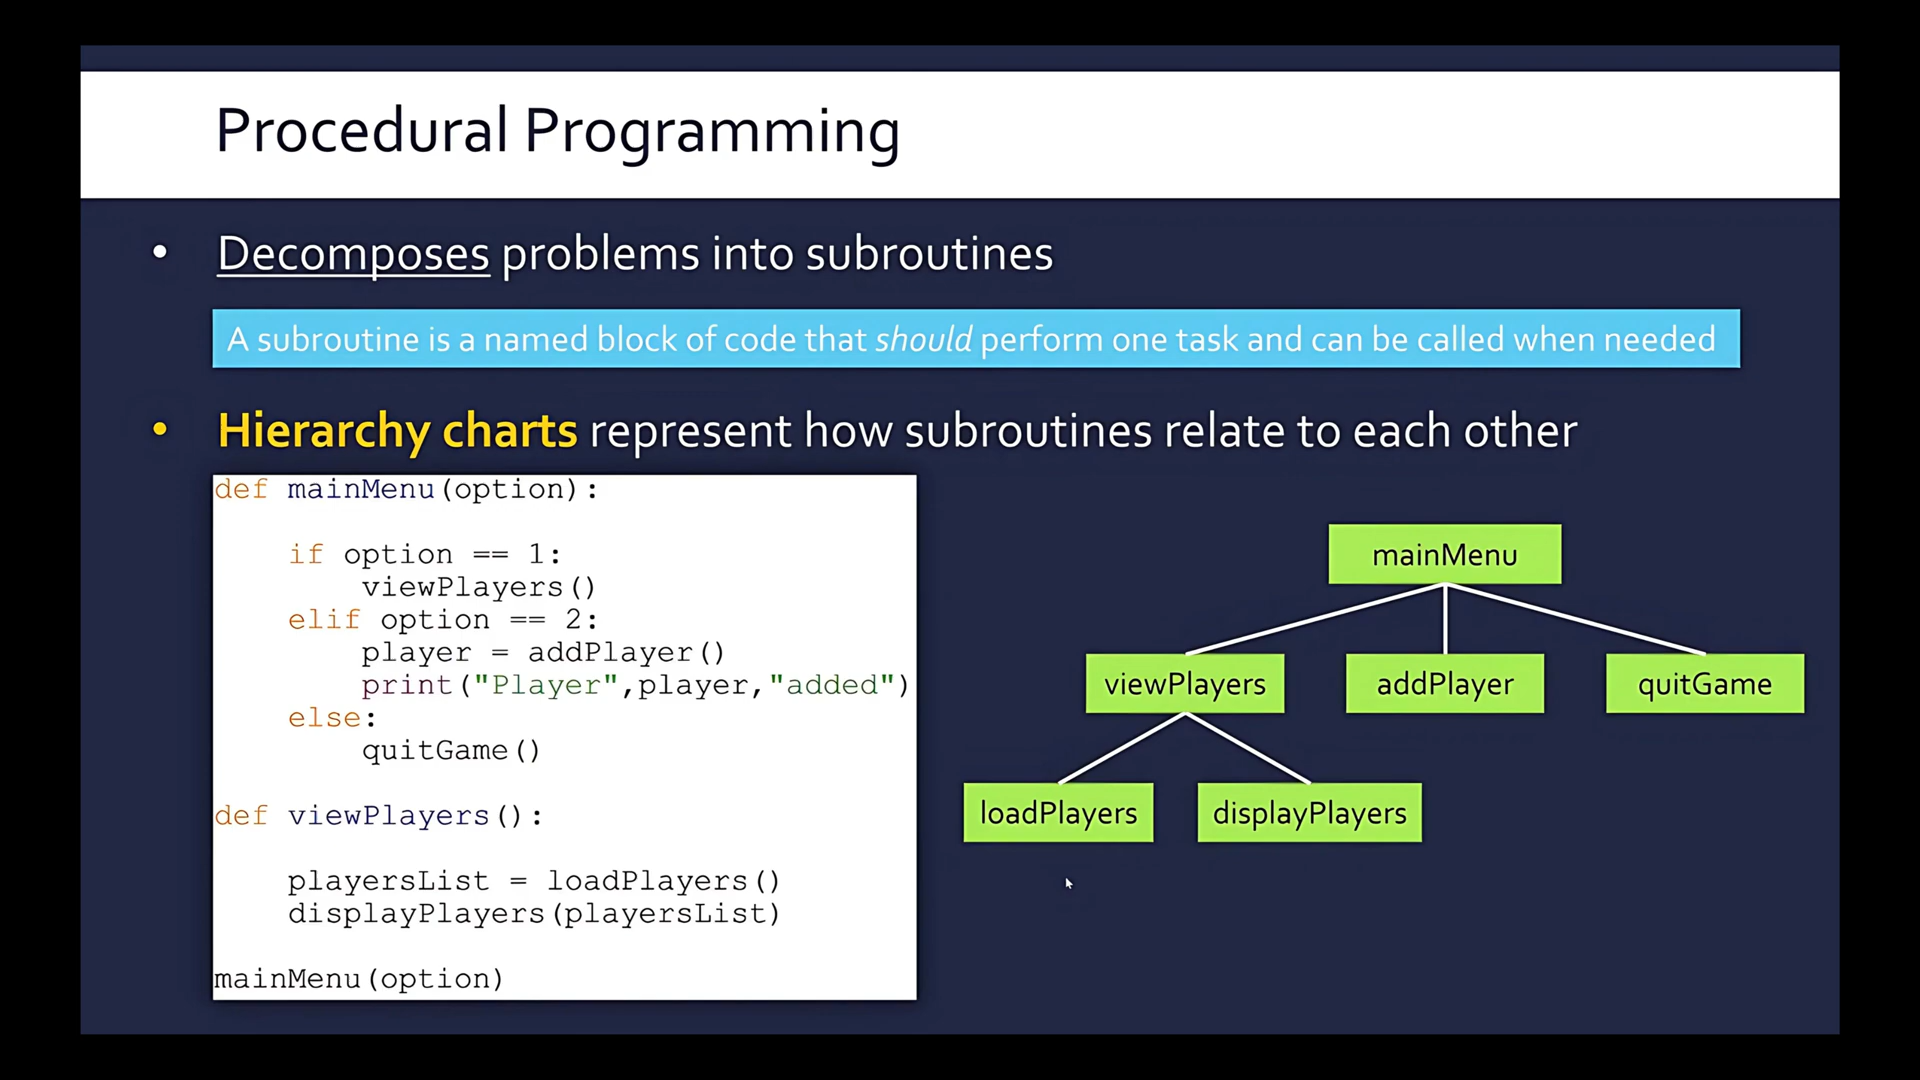 Procedural Programming
• Decomposes problems into subroutines
A subroutine is a named block of code that should perform one task and can be called when needed
• Hierarchy charts represent how subroutines relate to each other
def mainMenu(option):
    if option == 1:
        viewPlayers()
    elif option == 2:
        player = addPlayer()
        print("Player",player,"added")
    else:
        quitGame()
def viewPlayers():
    playersList = loadPlayers()
    displayPlayers(playersList)
mainMenu(option)
mainMenu
viewPlayers addPlayer quitGame
loadPlayers displayPlayers